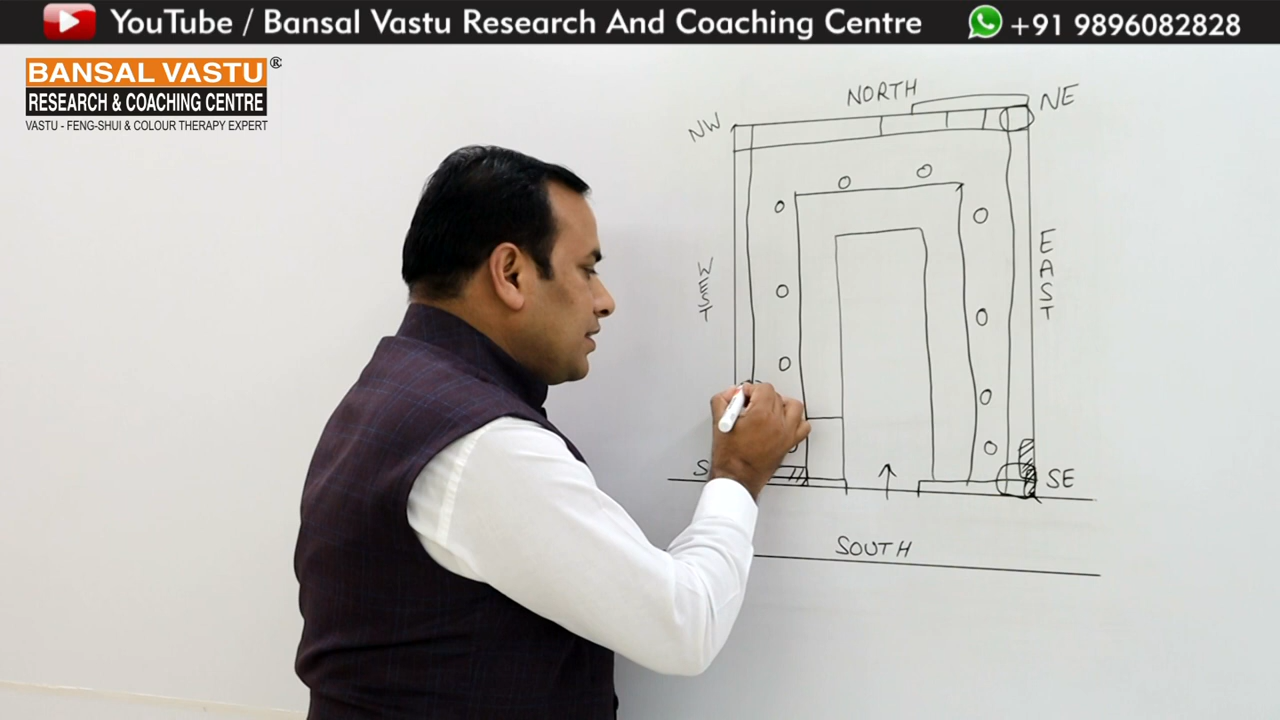 YouTube / Bansal Vastu Research And Coaching Centre
+91 9896082828
BANSAL VASTU®
RESEARCH & COACHING CENTRE
VASTU - FENG-SHUI & COLOUR THERAPY EXPERT
NORTH
NE
NW
WEST
EAST
SE
SOUTH